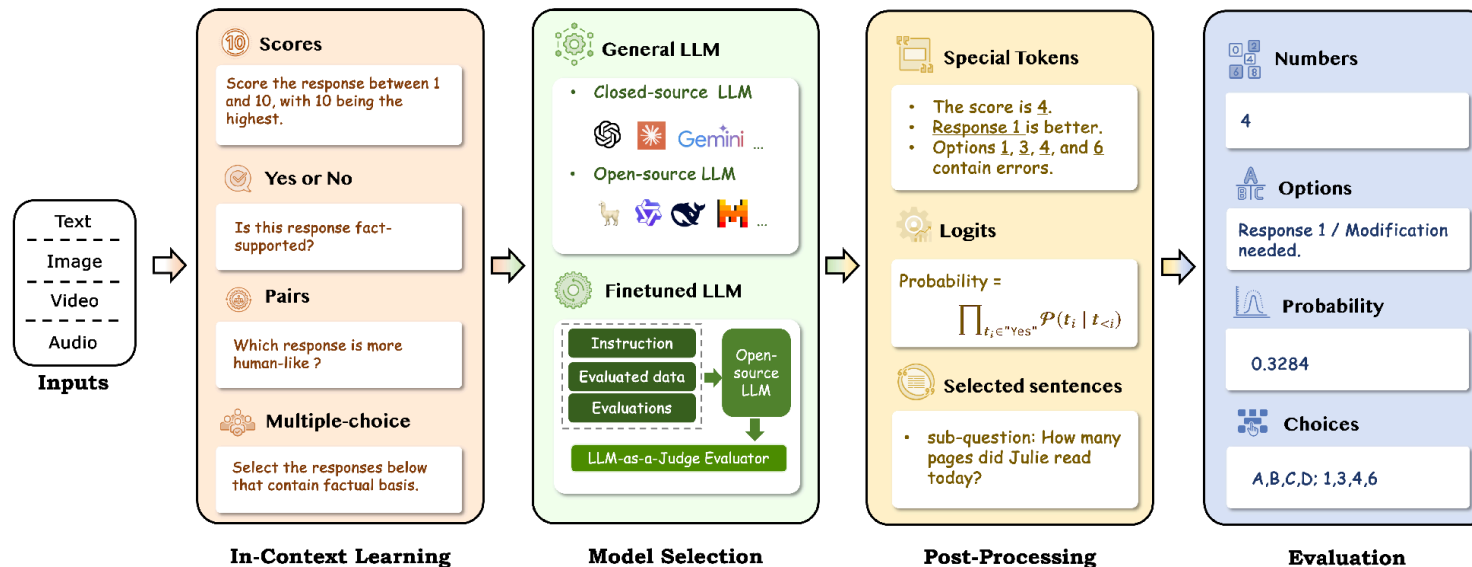 Text
Image
Video
Audio
Inputs
10 Scores
Score the response between 1
and 10, with 10 being the
highest.
Yes or No
Is this response fact-
supported?
Pairs
Which response is more
human-like ?
Multiple-choice
Select the responses below
that contain factual basis.
In-Context Learning
General LLM
• Closed-source LLM
Gemini ...
• Open-source LLM
...
Finetuned LLM
Instruction
Evaluated data
Evaluations
Open-
source
LLM
LLM-as-a-Judge Evaluator
Model Selection
Special Tokens
• The score is 4.
• Response 1 is better.
• Options 1, 3, 4, and 6
contain errors.
Logits
Probability =
∏ tᵢ∈"Yes" 𝒫(tᵢ | t<ᵢ)
Selected sentences
• sub-question: How many
pages did Julie read
today?
Post-Processing
0 2
4
6 8
Numbers
4
A
B C
Options
Response 1 / Modification
needed.
Probability
0.3284
Choices
A,B,C,D; 1,3,4,6
Evaluation